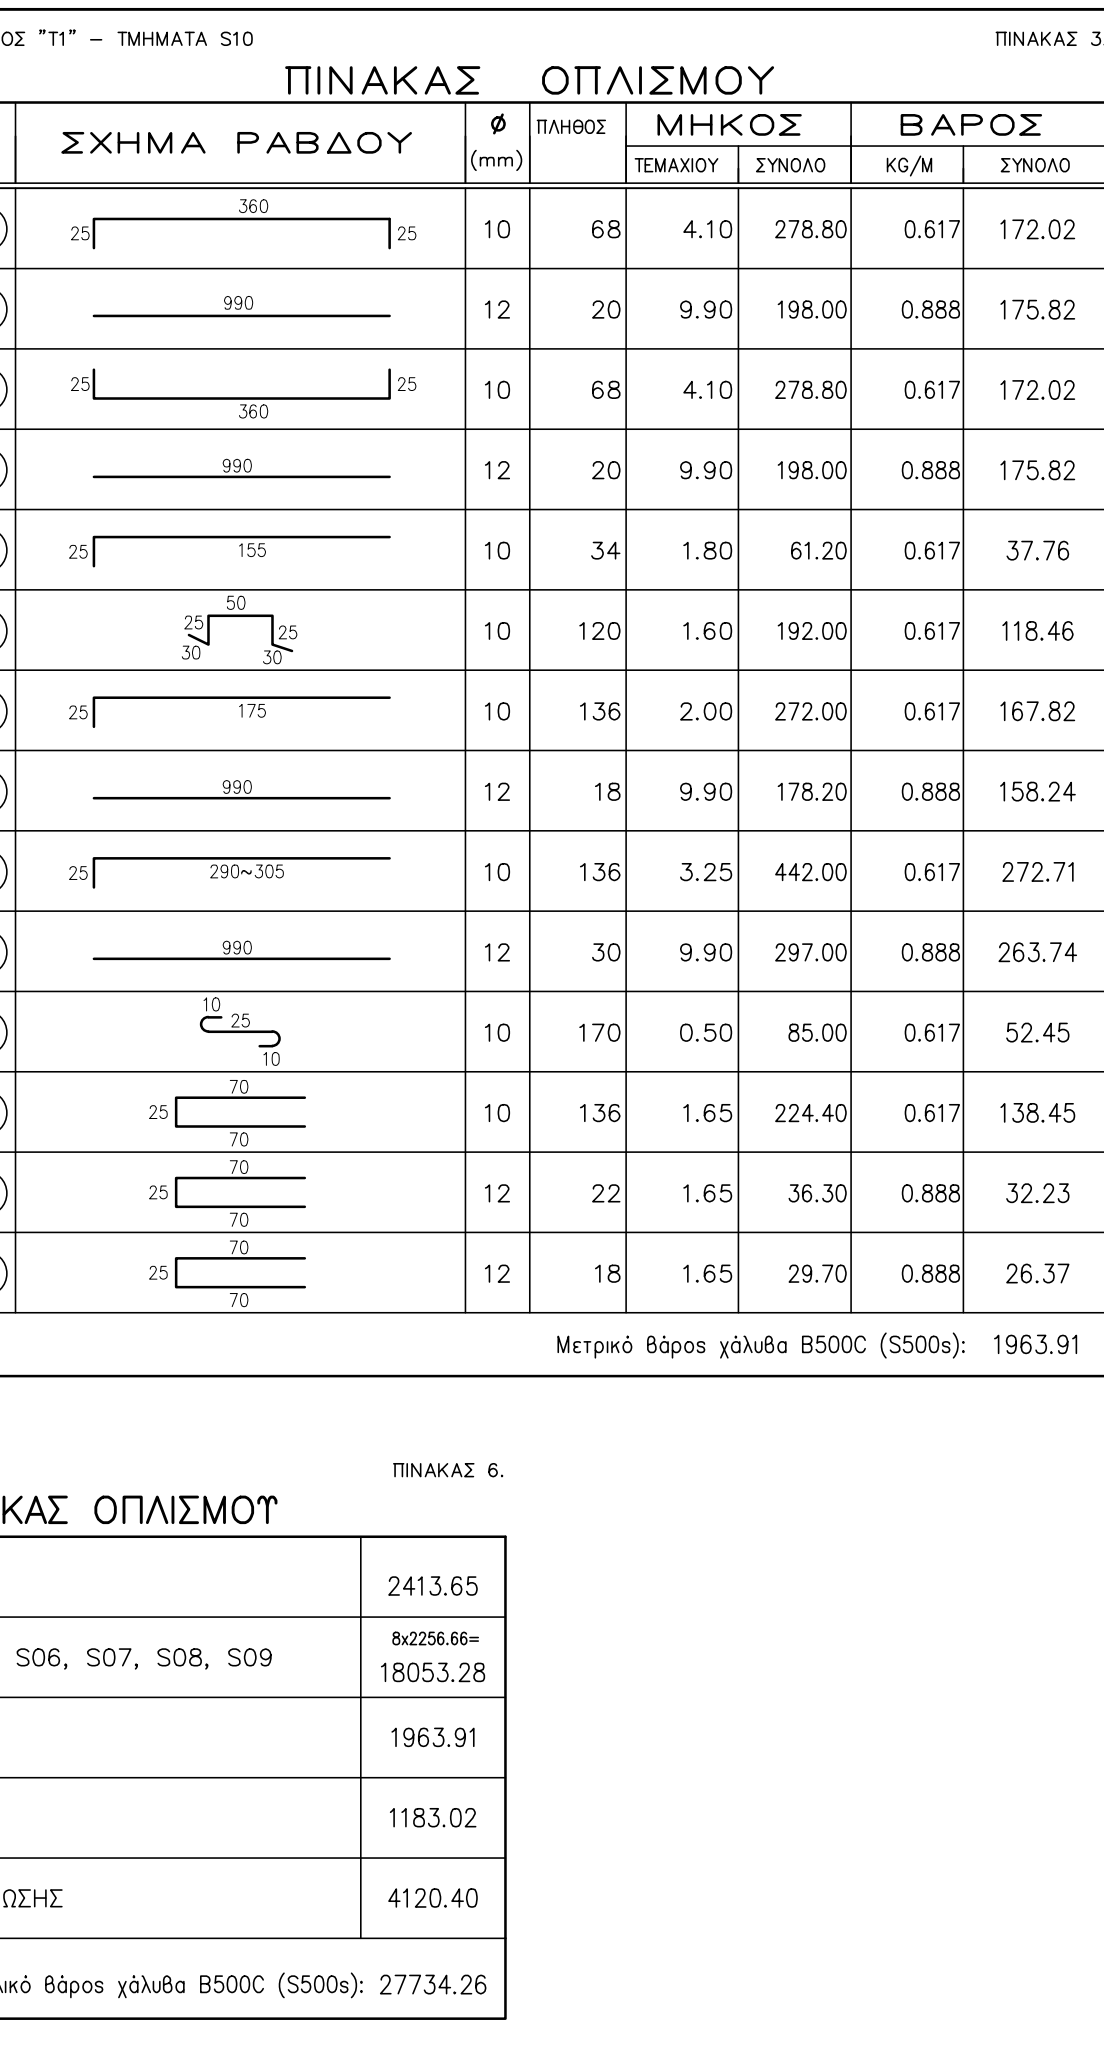 ΟΣ "Τ1" – ΤΜΗΜΑΤΑ S10 ΠΙΝΑΚΑΣ 3.
ΠΙΝΑΚΑΣ ΟΠΛΙΣΜΟΥ
ΣΧΗΜΑ ΡΑΒΔΟΥ Ø (mm) ΠΛΗΘΟΣ ΜΗΚΟΣ ΒΑΡΟΣ
ΤΕΜΑΧΙΟΥ ΣΥΝΟΛΟ KG/M ΣΥΝΟΛΟ
360
25 25 10 68 4.10 278.80 0.617 172.02
990 12 20 9.90 198.00 0.888 175.82
25 25 10 68 4.10 278.80 0.617 172.02
360
990 12 20 9.90 198.00 0.888 175.82
25 155 10 34 1.80 61.20 0.617 37.76
50
25 25 10 120 1.60 192.00 0.617 118.46
30 30
25 175 10 136 2.00 272.00 0.617 167.82
990 12 18 9.90 178.20 0.888 158.24
25 290~305 10 136 3.25 442.00 0.617 272.71
990 12 30 9.90 297.00 0.888 263.74
10
25 10 170 0.50 85.00 0.617 52.45
10
70
25 10 136 1.65 224.40 0.617 138.45
70
70
25 12 22 1.65 36.30 0.888 32.23
70
70
25 12 18 1.65 29.70 0.888 26.37
70
Μετρικό βάρος χάλυβα B500C (S500s): 1963.91
ΠΙΝΑΚΑΣ 6.
ΚΑΣ ΟΠΛΙΣΜΟΥ
2413.65
8x2256.66=
S06, S07, S08, S09 18053.28
1963.91
1183.02
ΩΣΗΣ 4120.40
λικό βάρος χάλυβα B500C (S500s): 27734.26